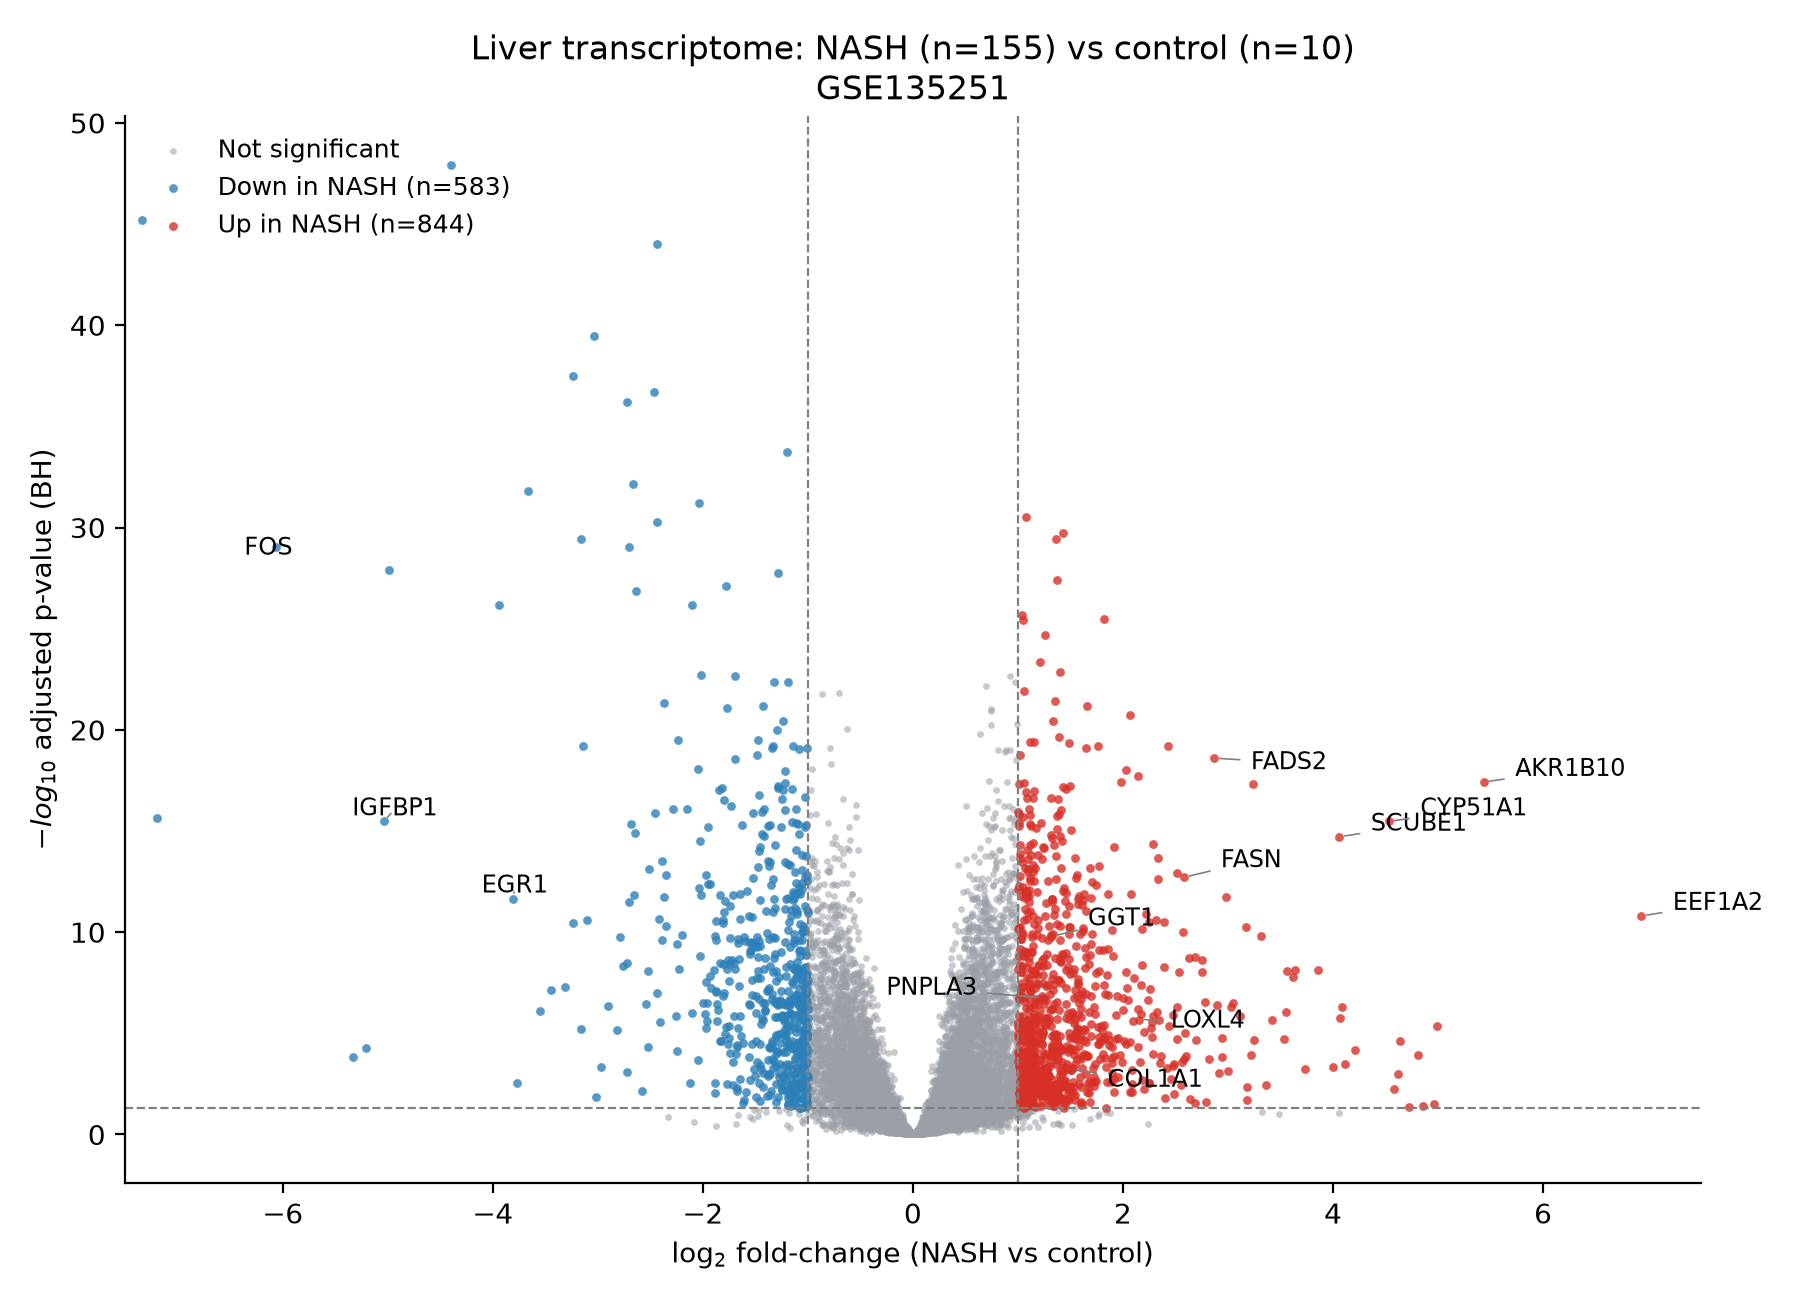 Liver transcriptome: NASH (n=155) vs control (n=10)
GSE135251
Not significant
Down in NASH (n=583)
Up in NASH (n=844)
50
40
30
20
10
0
−log10 adjusted p-value (BH)
FOS
IGFBP1
EGR1
FADS2
AKR1B10
CYP51A1
SCUBE1
FASN
EEF1A2
GGT1
PNPLA3
LOXL4
COL1A1
−6 −4 −2 0 2 4 6
log2 fold-change (NASH vs control)